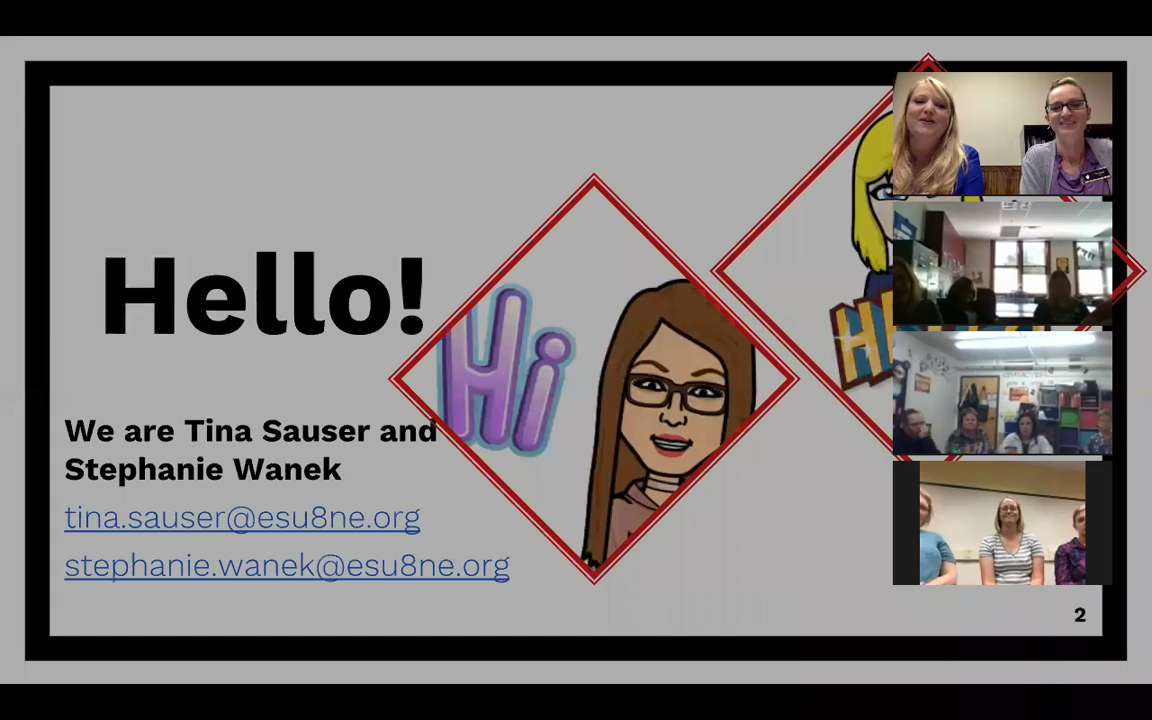 Hello!
Hi
We are Tina Sauser and
Stephanie Wanek
tina.sauser@esu8ne.org
stephanie.wanek@esu8ne.org
2